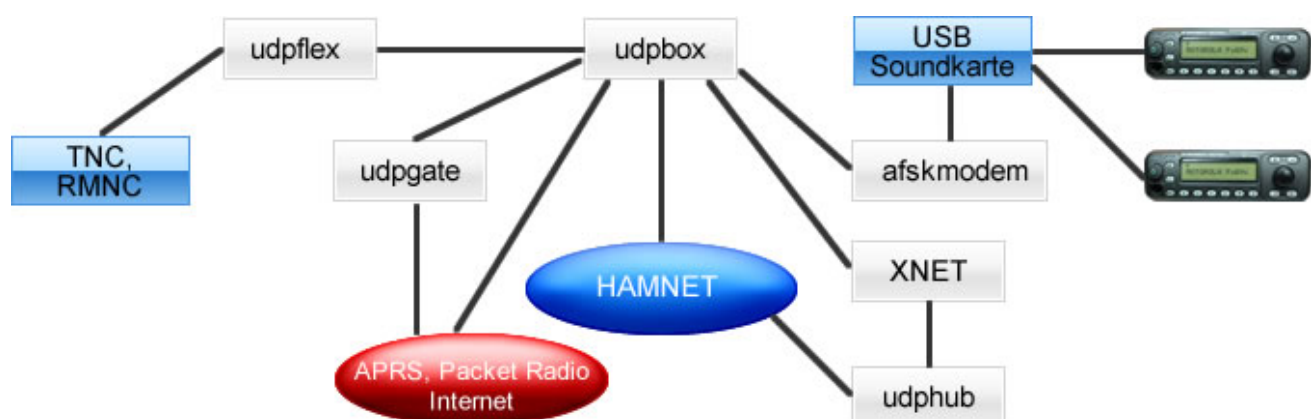 udpflex
udpbox
USB
Soundkarte
TNC,
RMNC
udpgate
afskmodem
HAMNET
XNET
APRS, Packet Radio
Internet
udphub